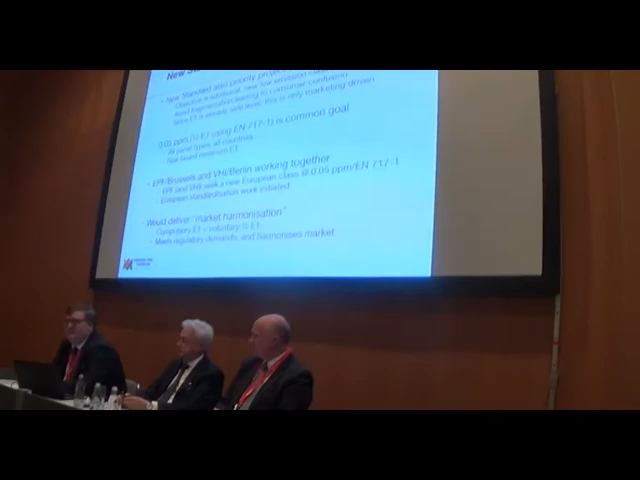 New
- New Standard also priority project
Objective is additional, new low emission class
Avoid fragmentation leading to consumer confusion
Since E1 is already safe level, this is only marketing driven
- 0.05 ppm (½ E1 using EN 717-1) is common goal
All panel types, all countries
New board minimum E1
- EPF/Brussels and VHI/Berlin working together
EPF and VHI seek a new European class @ 0.05 ppm/EN 717-1
- European standardisation work initiated
- Would deliver "market harmonisation"
Compulsory E1 - voluntary ½ E1
- Meets regulatory demands, and harmonises market